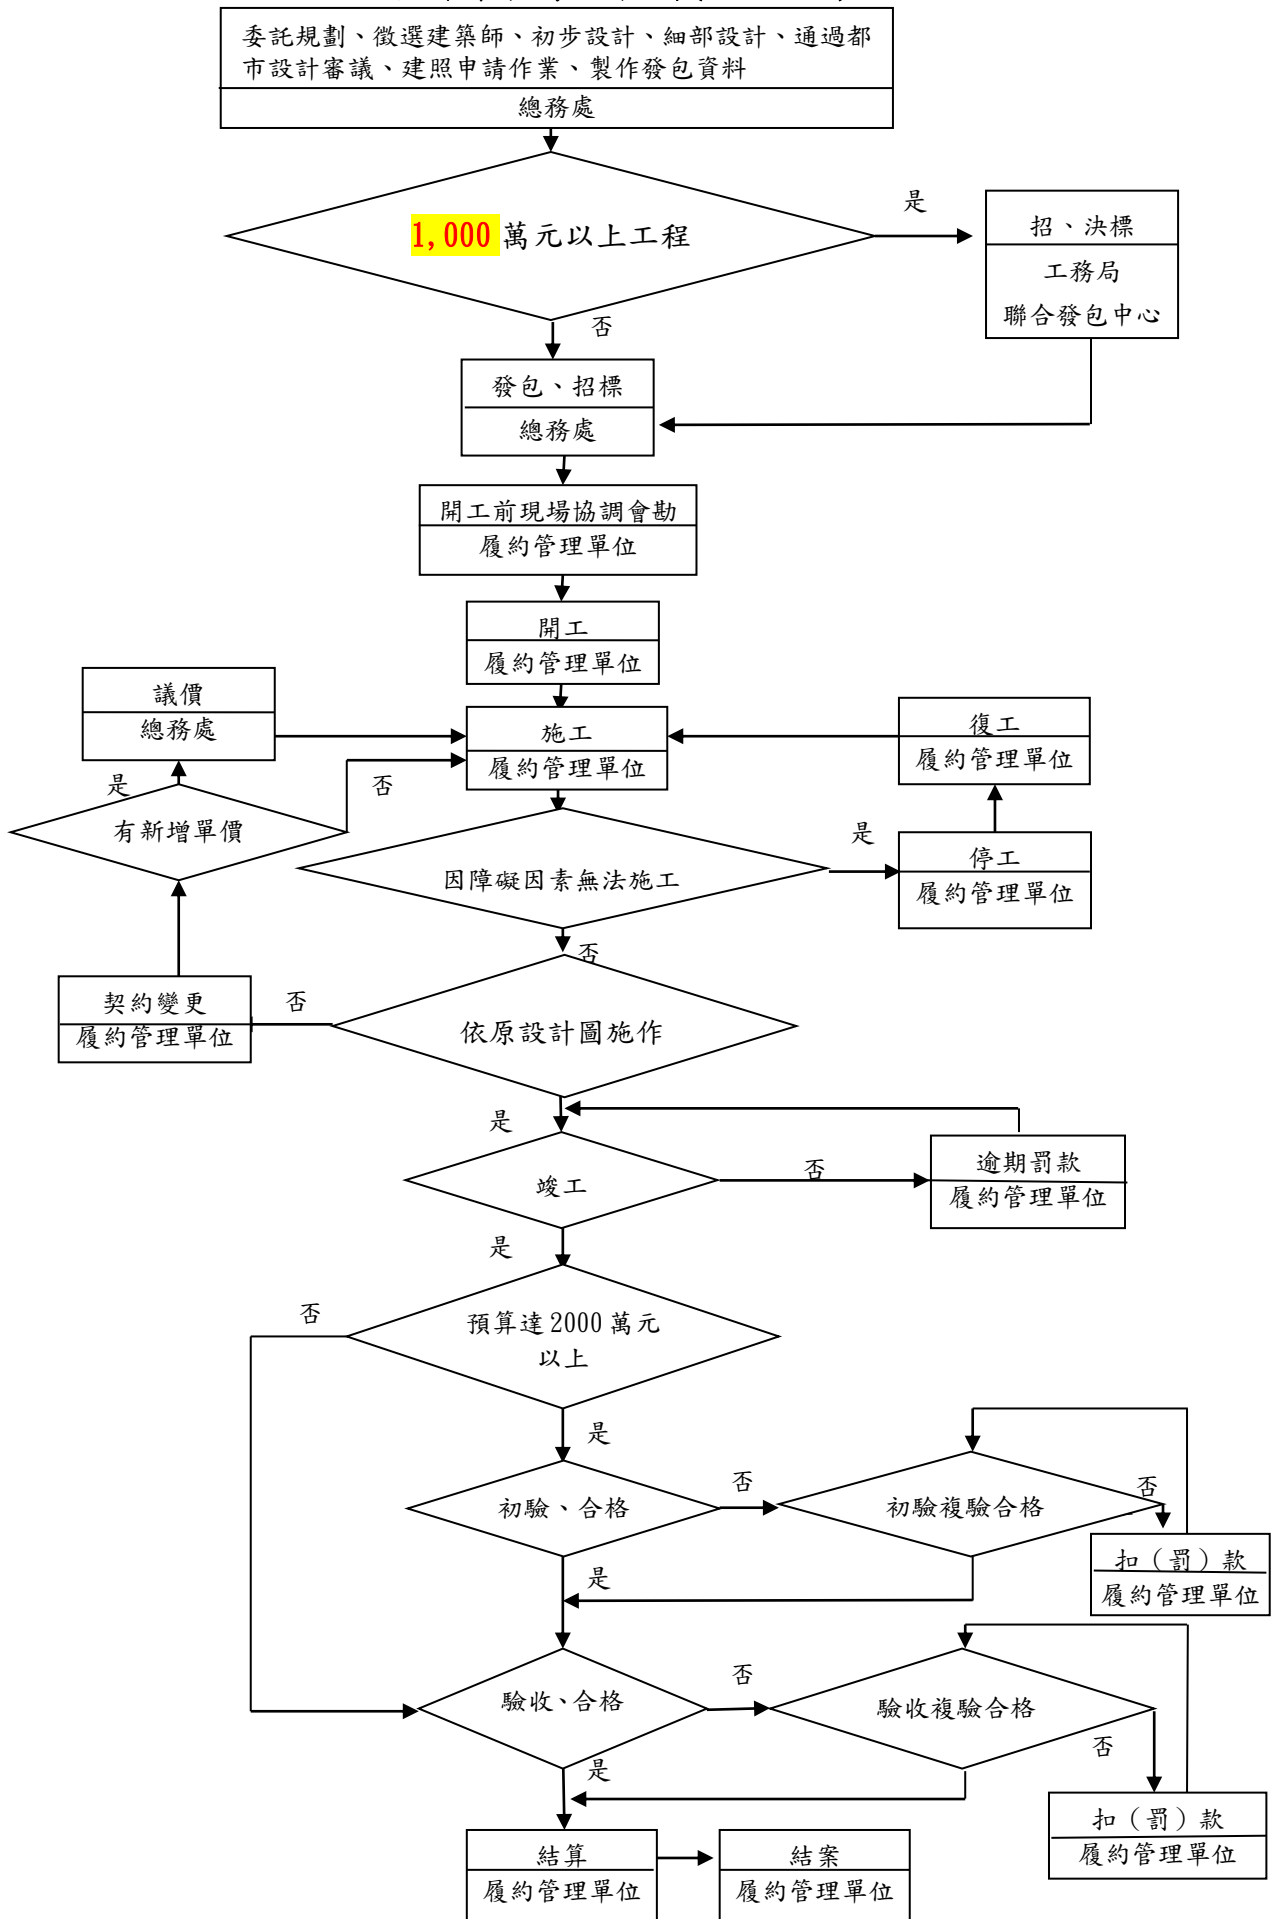 委託規劃、徵選建築師、初步設計、細部設計、通過都
市設計審議、建照申請作業、製作發包資料
總務處
1,000 萬元以上工程
是
招、決標
工務局
聯合發包中心
否
發包、招標
總務處
開工前現場協調會勘
履約管理單位
開工
履約管理單位
議價
總務處
施工
履約管理單位
復工
履約管理單位
是
否
有新增單價
因障礙因素無法施工
是
停工
履約管理單位
否
契約變更
履約管理單位
否
依原設計圖施作
是
竣工
否
逾期罰款
履約管理單位
是
否
預算達 2000 萬元
以上
是
初驗、合格
否
初驗複驗合格
否
扣（罰）款
履約管理單位
是
驗收、合格
否
驗收複驗合格
否
扣（罰）款
履約管理單位
是
結算
履約管理單位
結案
履約管理單位